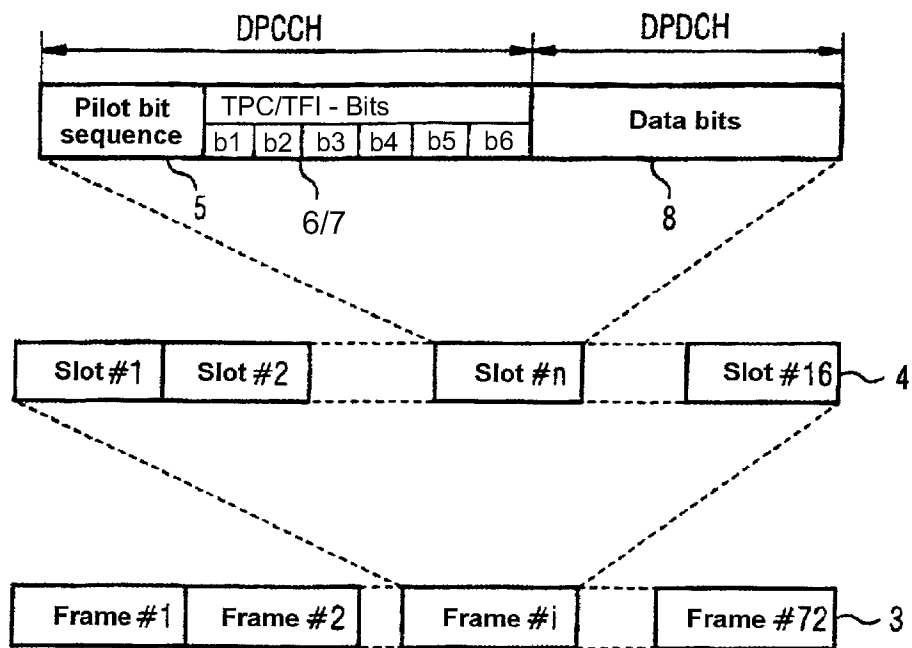 DPCCH DPDCH
Pilot bit sequence
TPC/TFI - Bits
b1 b2 b3 b4 b5 b6
Data bits
5 6/7 8
Slot #1 Slot #2 Slot #n Slot #16 4
Frame #1 Frame #2 Frame #i Frame #72 3